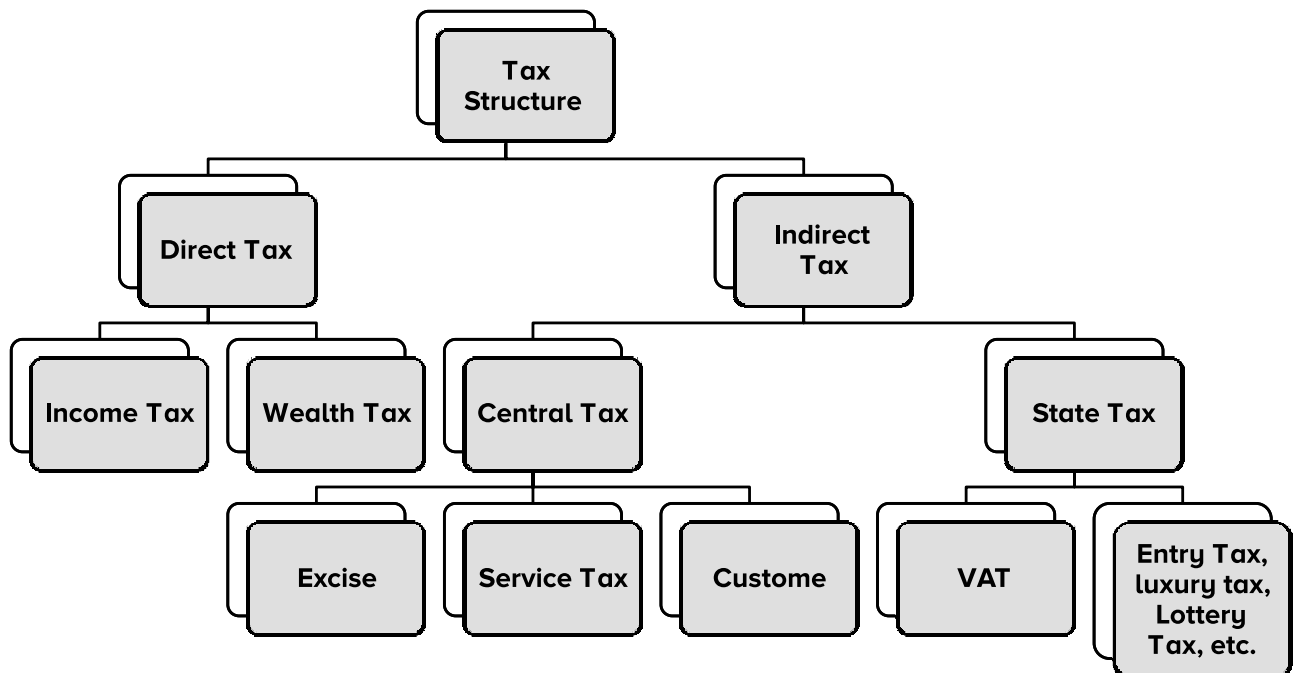 Tax
Structure
Direct Tax
Indirect
Tax
Income Tax
Wealth Tax
Central Tax
State Tax
Excise
Service Tax
Custome
VAT
Entry Tax,
luxury tax,
Lottery
Tax, etc.